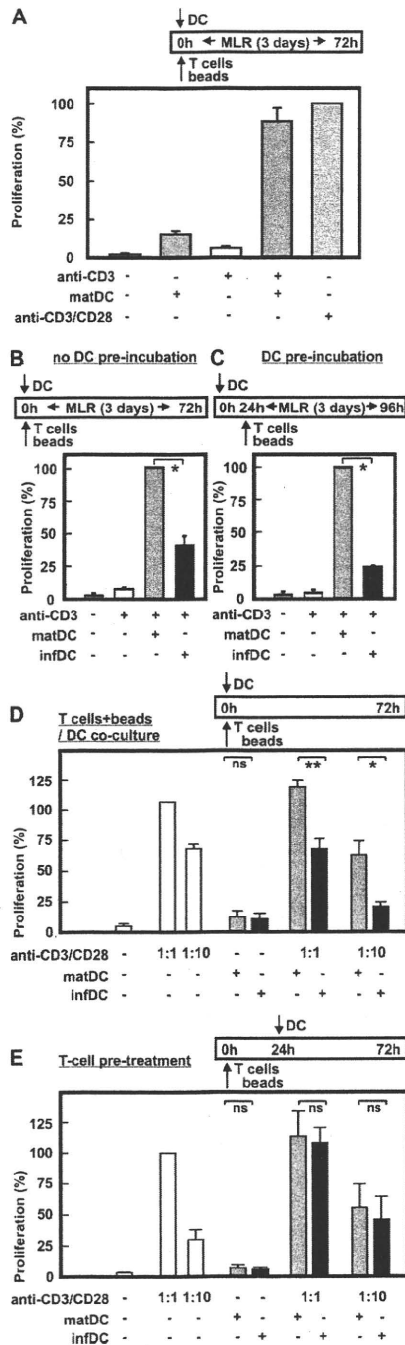 A
DC
0h MLR (3 days) 72h
T cells
beads
Proliferation (%)
100
75
50
25
0
anti-CD3 - - + + -
matDC - + - + -
anti-CD3/CD28 - - - - +
B no DC pre-incubation
DC
0h MLR (3 days) 72h
T cells
beads
Proliferation (%)
100
75
50
25
0
*
anti-CD3 - + + +
matDC - - + -
infDC - - - +
C DC pre-incubation
DC
0h 24h MLR (3 days) 96h
T cells
beads
Proliferation (%)
100
75
50
25
0
*
anti-CD3 - + + +
matDC - - + -
infDC - - - +
D
DC
0h 72h
T cells
beads
T cells+beads
/ DC co-culture
Proliferation (%)
125
100
75
50
25
0
ns ** *
anti-CD3/CD28 - 1:1 1:10 - - 1:1 1:10
matDC - - - + - + - + -
infDC - - - - + - + - +
E T-cell pre-treatment
DC
0h 24h 72h
T cells
beads
Proliferation (%)
125
100
75
50
25
0
ns ns ns
anti-CD3/CD28 - 1:1 1:10 - - 1:1 1:10
matDC - - - + - + - + -
infDC - - - - + - + - +